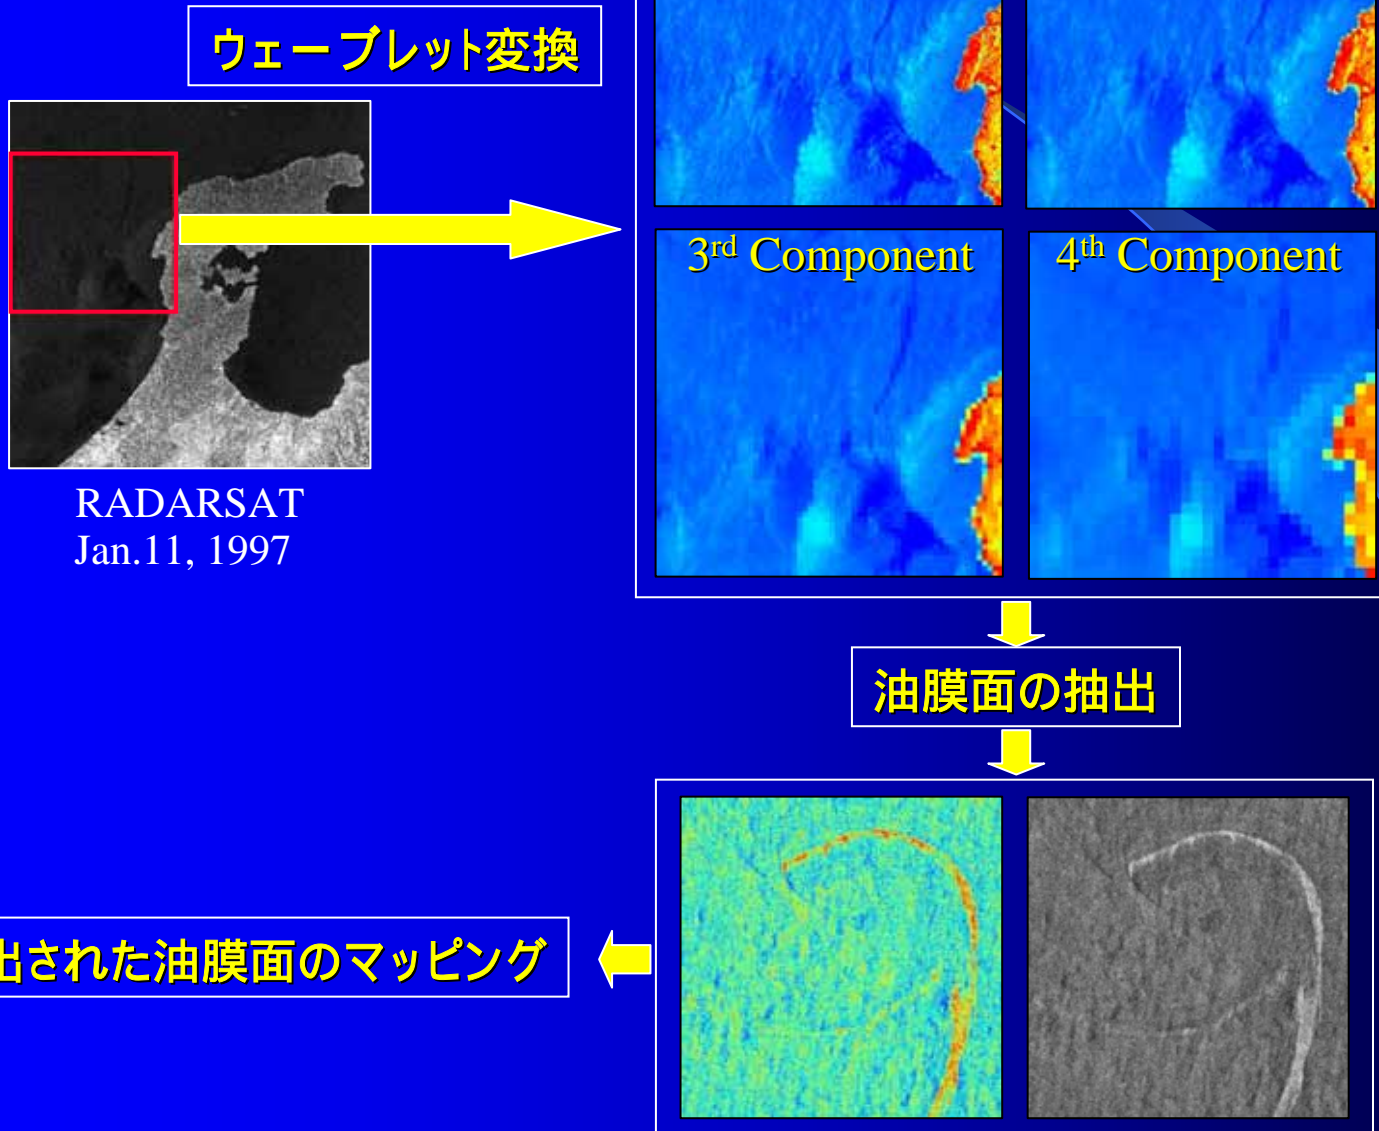 ウェーブレット変換
3rd Component
4th Component
RADARSAT
Jan.11, 1997
油膜面の抽出
出された油膜面のマッピング